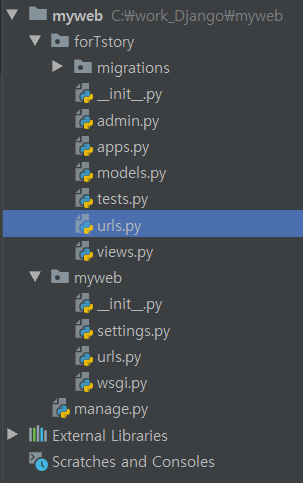 myweb C:₩work_Django₩myweb
forTstory
migrations
__init__.py
admin.py
apps.py
models.py
tests.py
urls.py
views.py
myweb
__init__.py
settings.py
urls.py
wsgi.py
manage.py
External Libraries
Scratches and Consoles